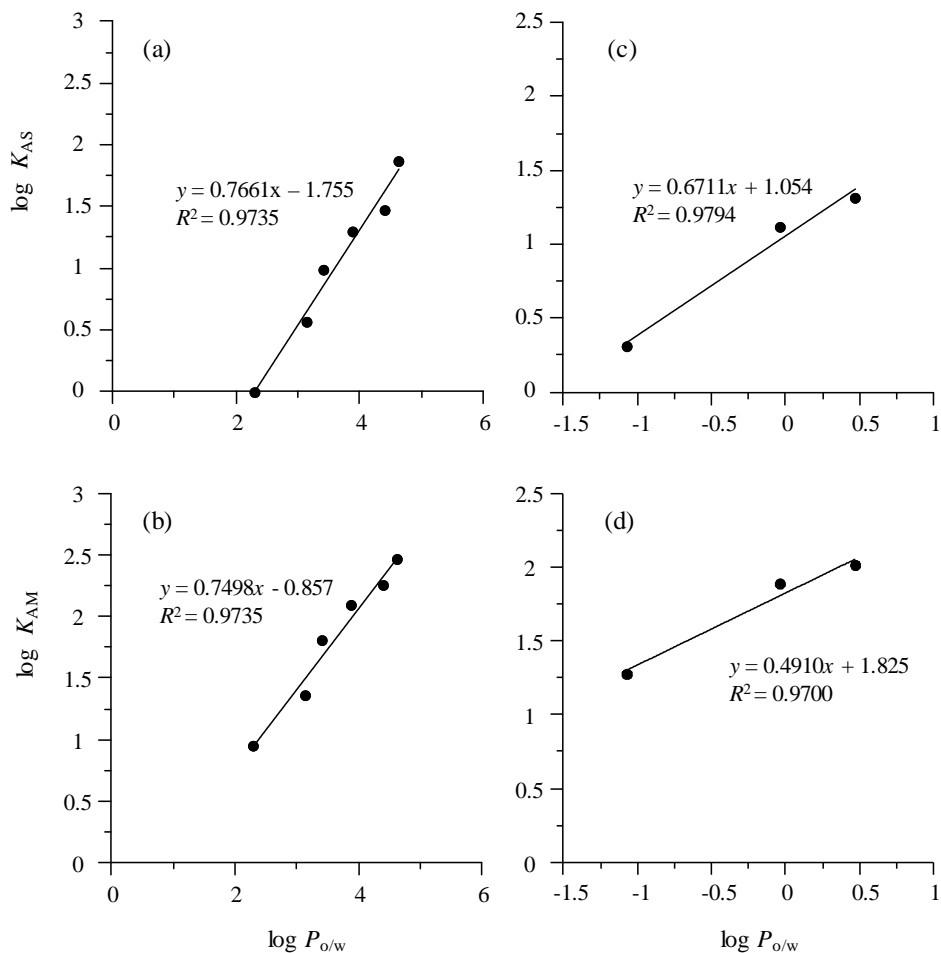 (a)
log K_AS
3
2.5
2
1.5
1
0.5
0
0
2
4
6
y = 0.7661x – 1.755
R² = 0.9735
(c)
2.5
2
1.5
1
0.5
0
-1.5
-1
-0.5
0
0.5
1
y = 0.6711x + 1.054
R² = 0.9794
(b)
log K_AM
3
2.5
2
1.5
1
0.5
0
0
2
4
6
y = 0.7498x - 0.857
R² = 0.9735
log P_o/w
(d)
2.5
2
1.5
1
0.5
0
-1.5
-1
-0.5
0
0.5
1
y = 0.4910x + 1.825
R² = 0.9700
log P_o/w